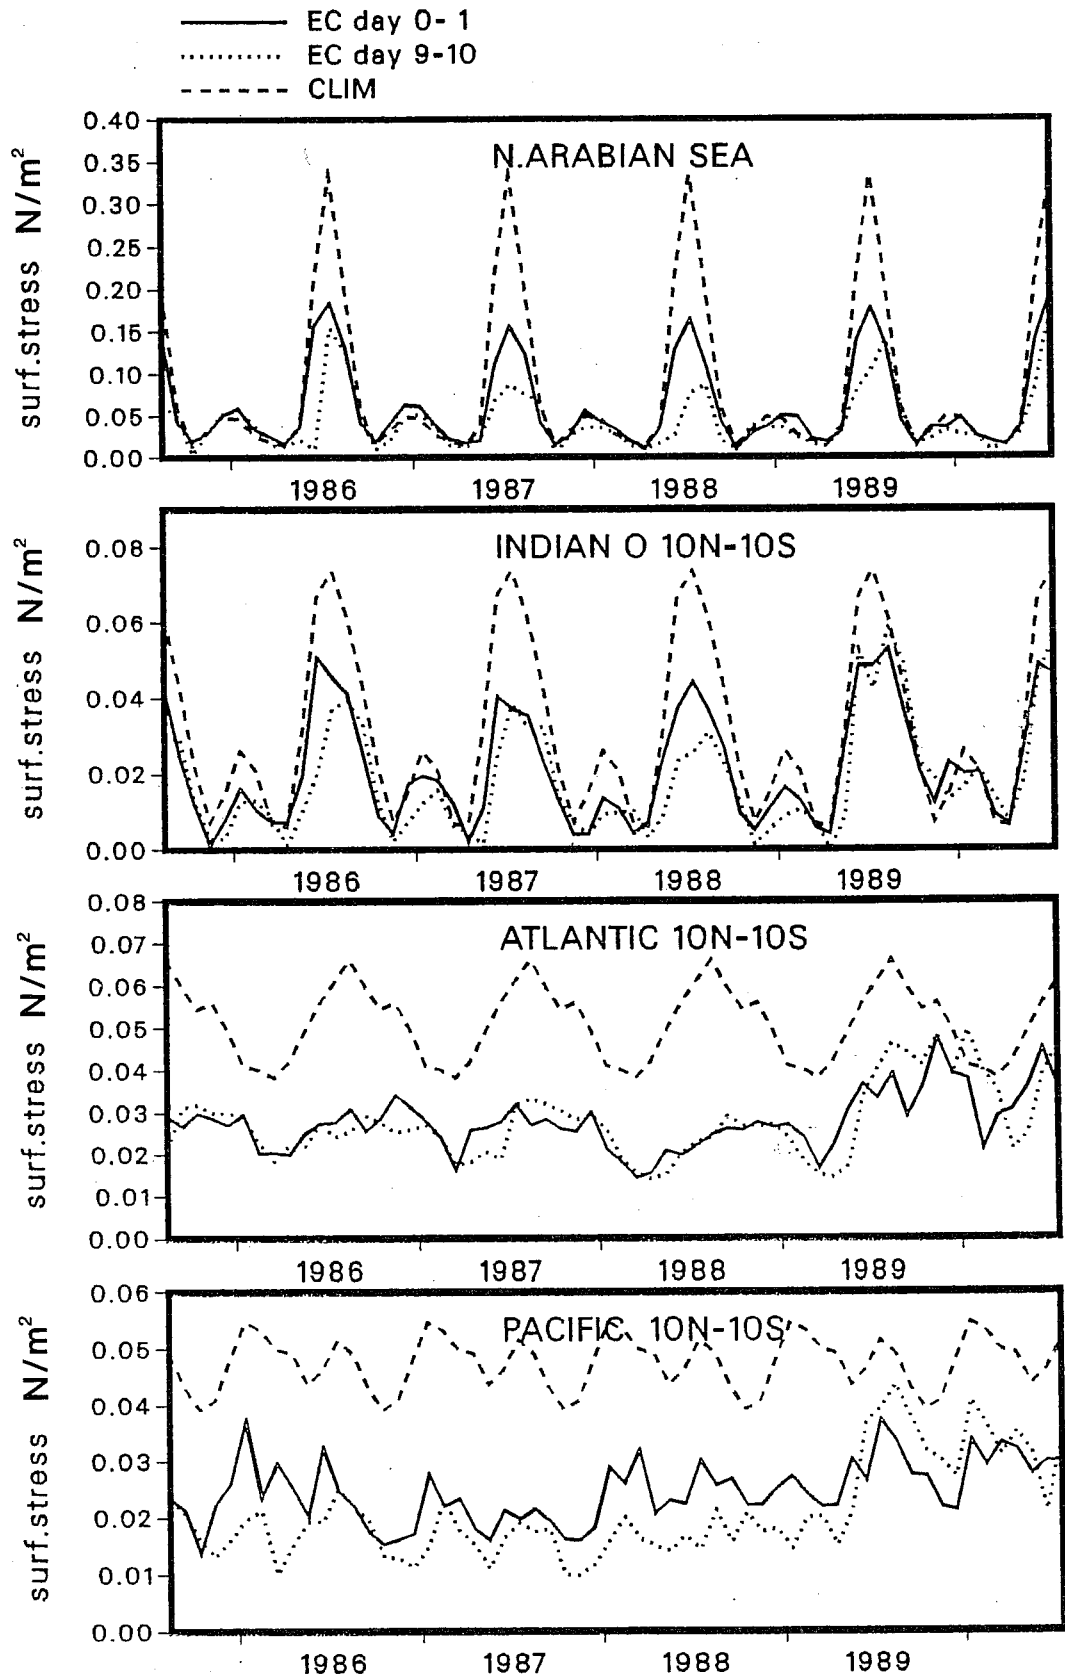 EC day 0-1
EC day 9-10
CLIM
N.ARABIAN SEA
surf.stress N/m²
0.40
0.35
0.30
0.25
0.20
0.15
0.10
0.05
0.00
1986 1987 1988 1989
INDIAN O 10N-10S
surf.stress N/m²
0.08
0.06
0.04
0.02
0.00
1986 1987 1988 1989
ATLANTIC 10N-10S
surf.stress N/m²
0.08
0.07
0.06
0.05
0.04
0.03
0.02
0.01
0.00
1986 1987 1988 1989
PACIFIC 10N-10S
surf.stress N/m²
0.06
0.05
0.04
0.03
0.02
0.01
0.00
1986 1987 1988 1989